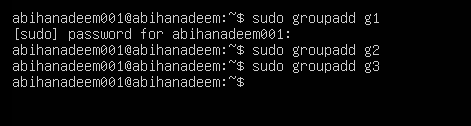 abihanadeem001@abihanadeem:~$ sudo groupadd g1
[sudo] password for abihanadeem001:
abihanadeem001@abihanadeem:~$ sudo groupadd g2
abihanadeem001@abihanadeem:~$ sudo groupadd g3
abihanadeem001@abihanadeem:~$